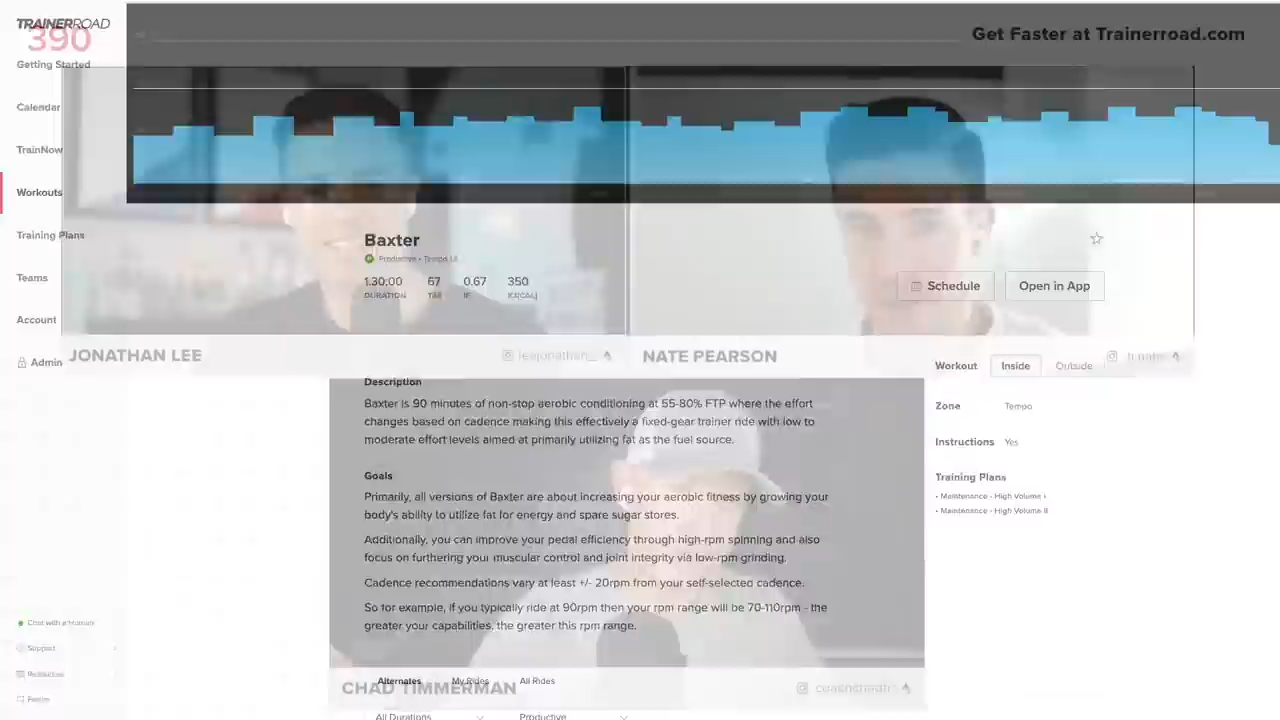 TRAINERROAD
390
Get Faster at Trainerroad.com
Getting Started
Calendar
TrainNow
Workouts
Training Plans
Teams
Account
Admin
Baxter
Productive • Tempo
1:30:00 67 0.67 350
DURATION TSS IF KCAL
Schedule
Open in App
JONATHAN LEE
NATE PEARSON
Workout Inside Outside
Zone Tempo
Instructions Yes
Training Plans
• Maintenance - High Volume I
• Maintenance - High Volume II
Description
Baxter is 90 minutes of non-stop aerobic conditioning at 55-80% FTP where the effort
changes based on cadence making this effectively a fixed-gear trainer ride with low to
moderate effort levels aimed at primarily utilizing fat as the fuel source.
Goals
Primarily, all versions of Baxter are about increasing your aerobic fitness by growing your
body's ability to utilize fat for energy and spare sugar stores.
Additionally, you can improve your pedal efficiency through high-rpm spinning and also
focus on furthering your muscular control and joint integrity via low-rpm grinding.
Cadence recommendations vary at least +/- 20rpm from your self-selected cadence.
So for example, if you typically ride at 90rpm then your rpm range will be 70-110rpm - the
greater your capabilities, the greater this rpm range.
Chat with a Human
Support
Alternates My Rides All Rides
CHAD TIMMERMAN
All Durations Productive